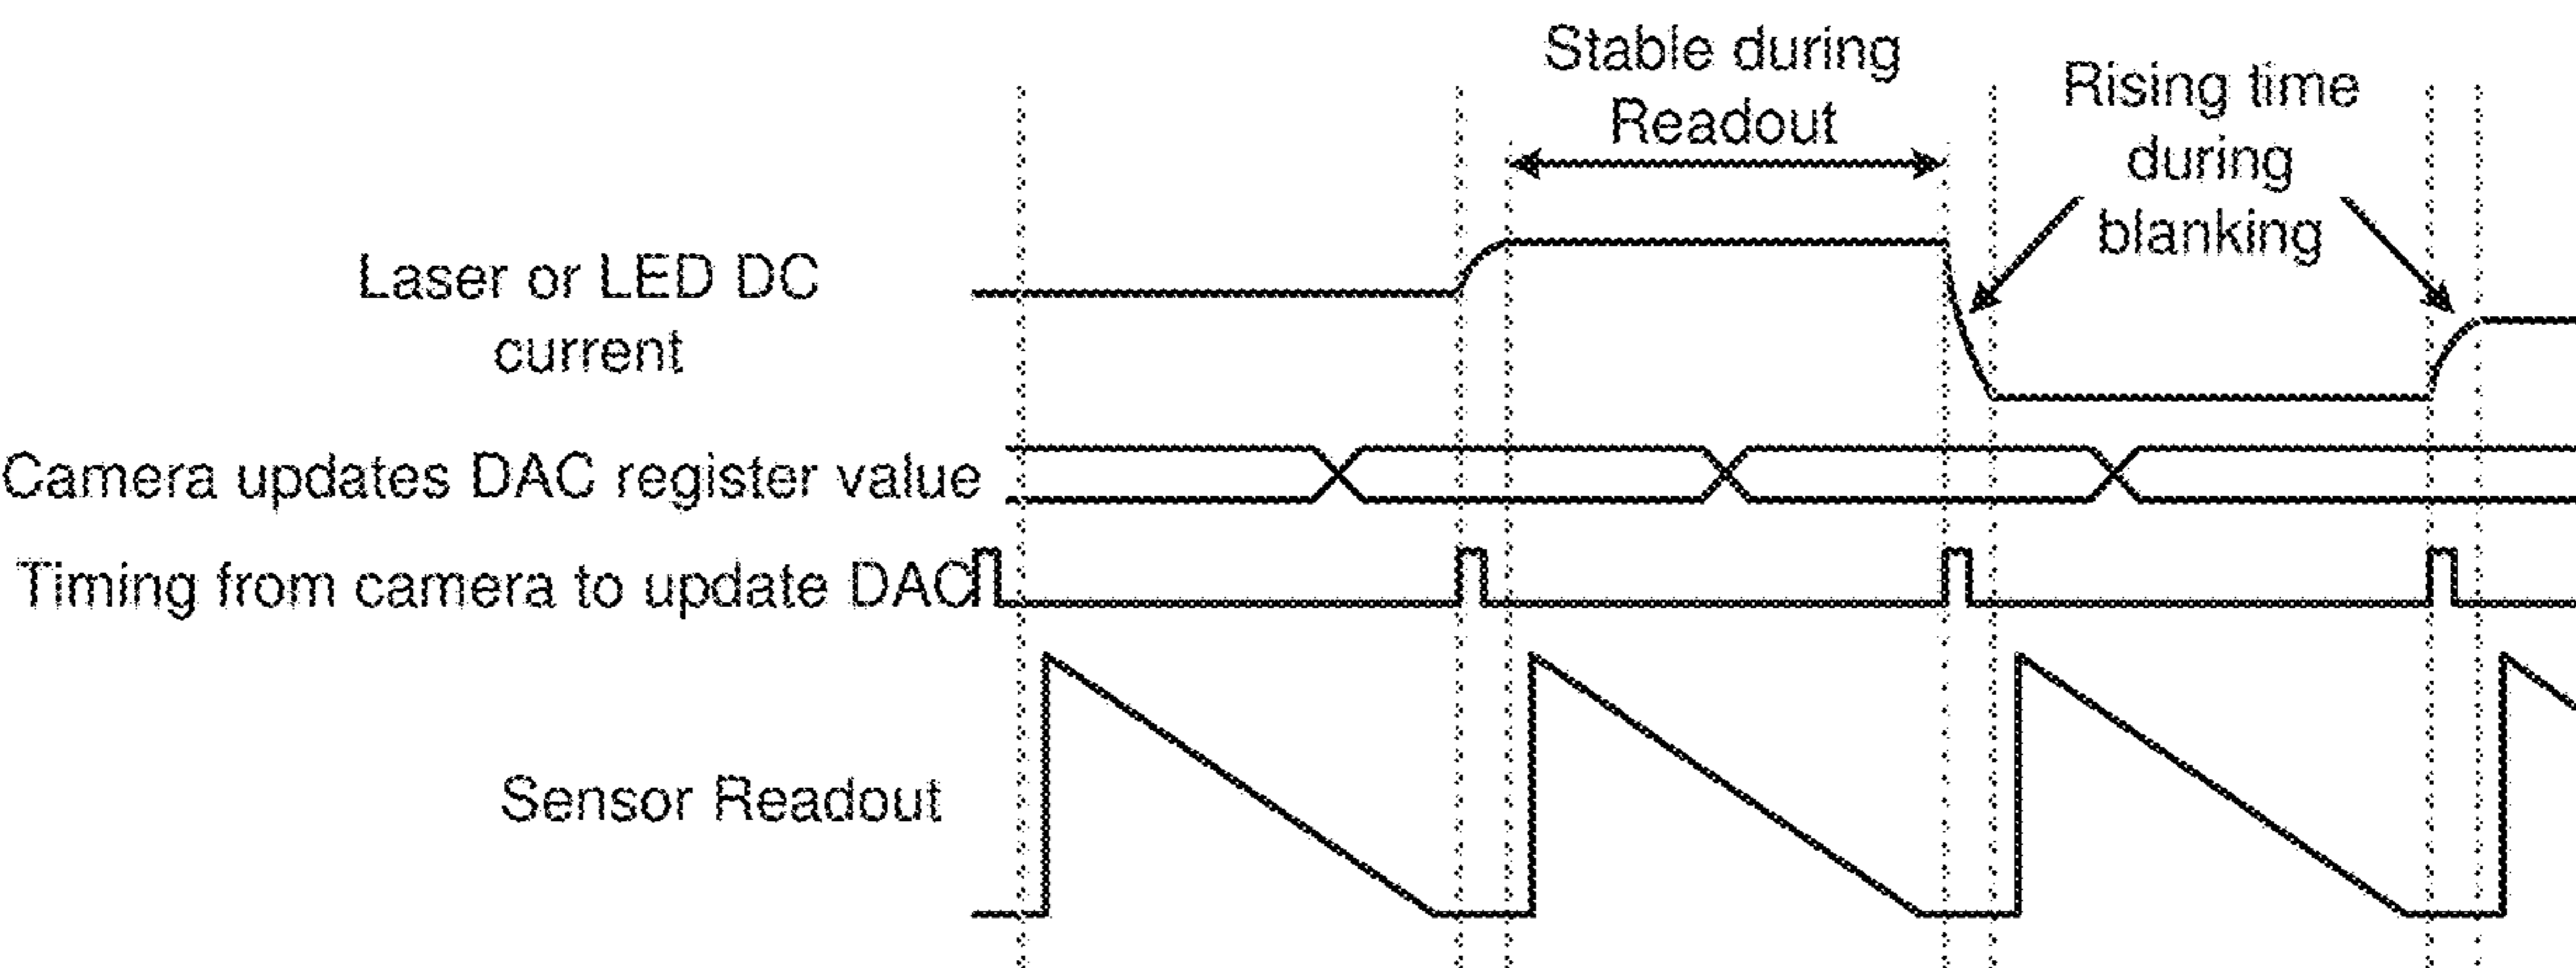 Stable during
Readout
Rising time
during
blanking
Laser or LED DC
current
Camera updates DAC register value
Timing from camera to update DAC
Sensor Readout